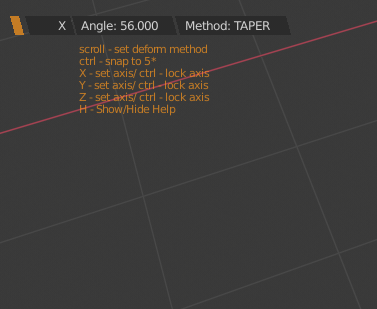 X Angle: 56.000 Method: TAPER
scroll - set deform method
ctrl - snap to 5*
X - set axis/ ctrl - lock axis
Y - set axis/ ctrl - lock axis
Z - set axis/ ctrl - lock axis
H - Show/Hide Help